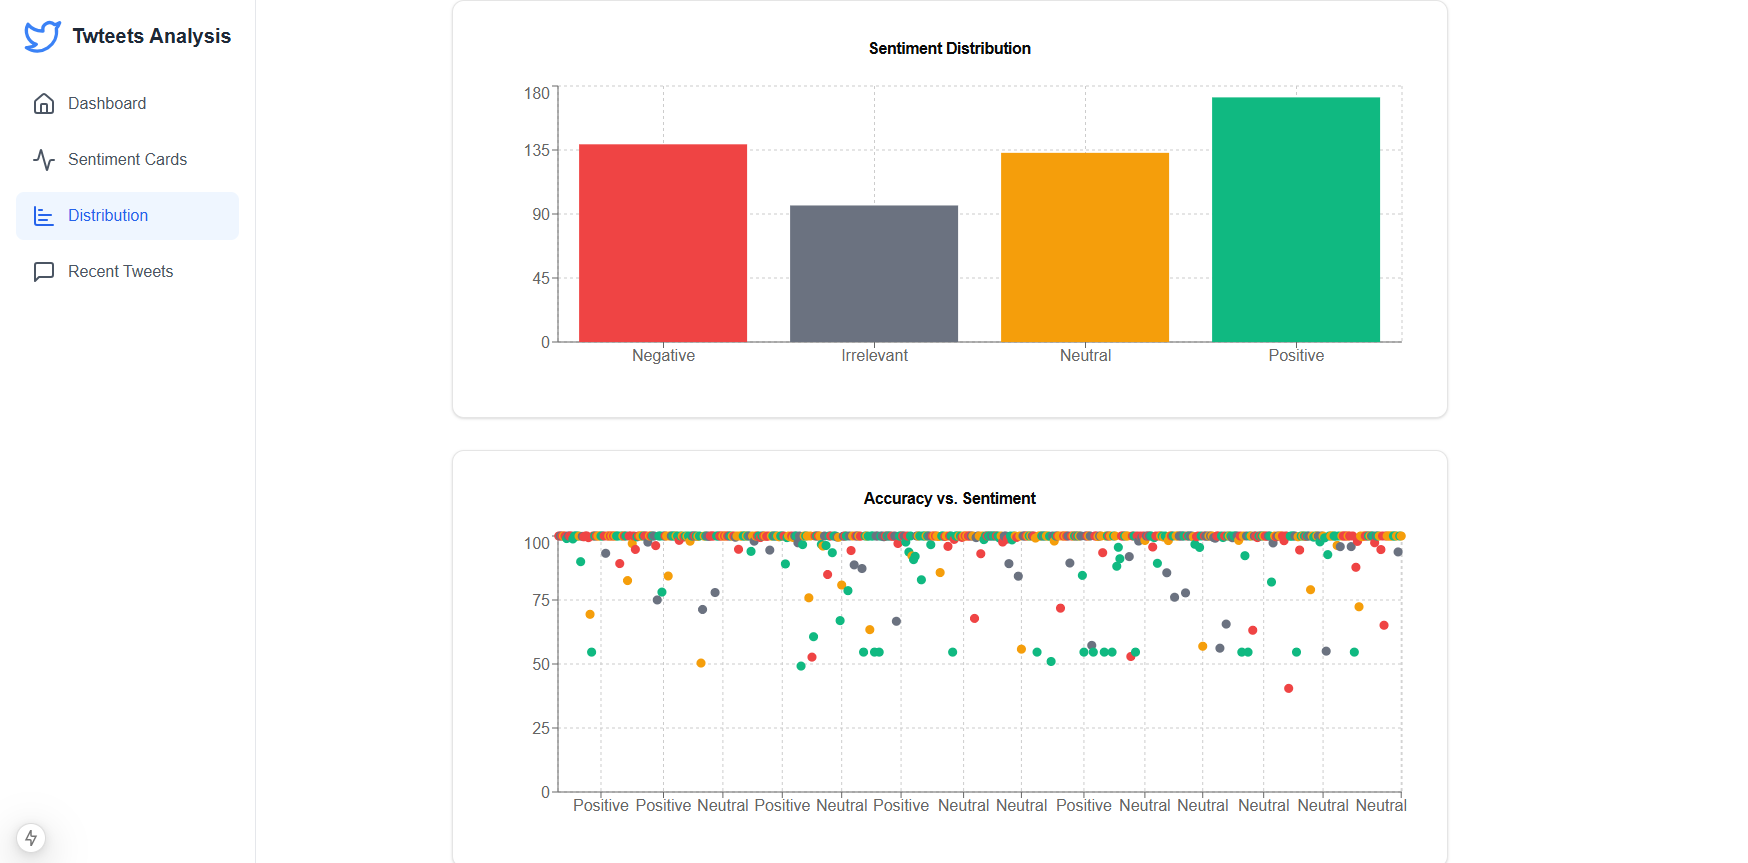 Twteets Analysis
Dashboard
Sentiment Cards
Distribution
Recent Tweets
Sentiment Distribution
180
135
90
45
0
Negative Irrelevant Neutral Positive
Accuracy vs. Sentiment
100
75
50
25
0
Positive Positive Neutral Positive Neutral Positive Neutral Neutral Positive Neutral Neutral Neutral Neutral Neutral